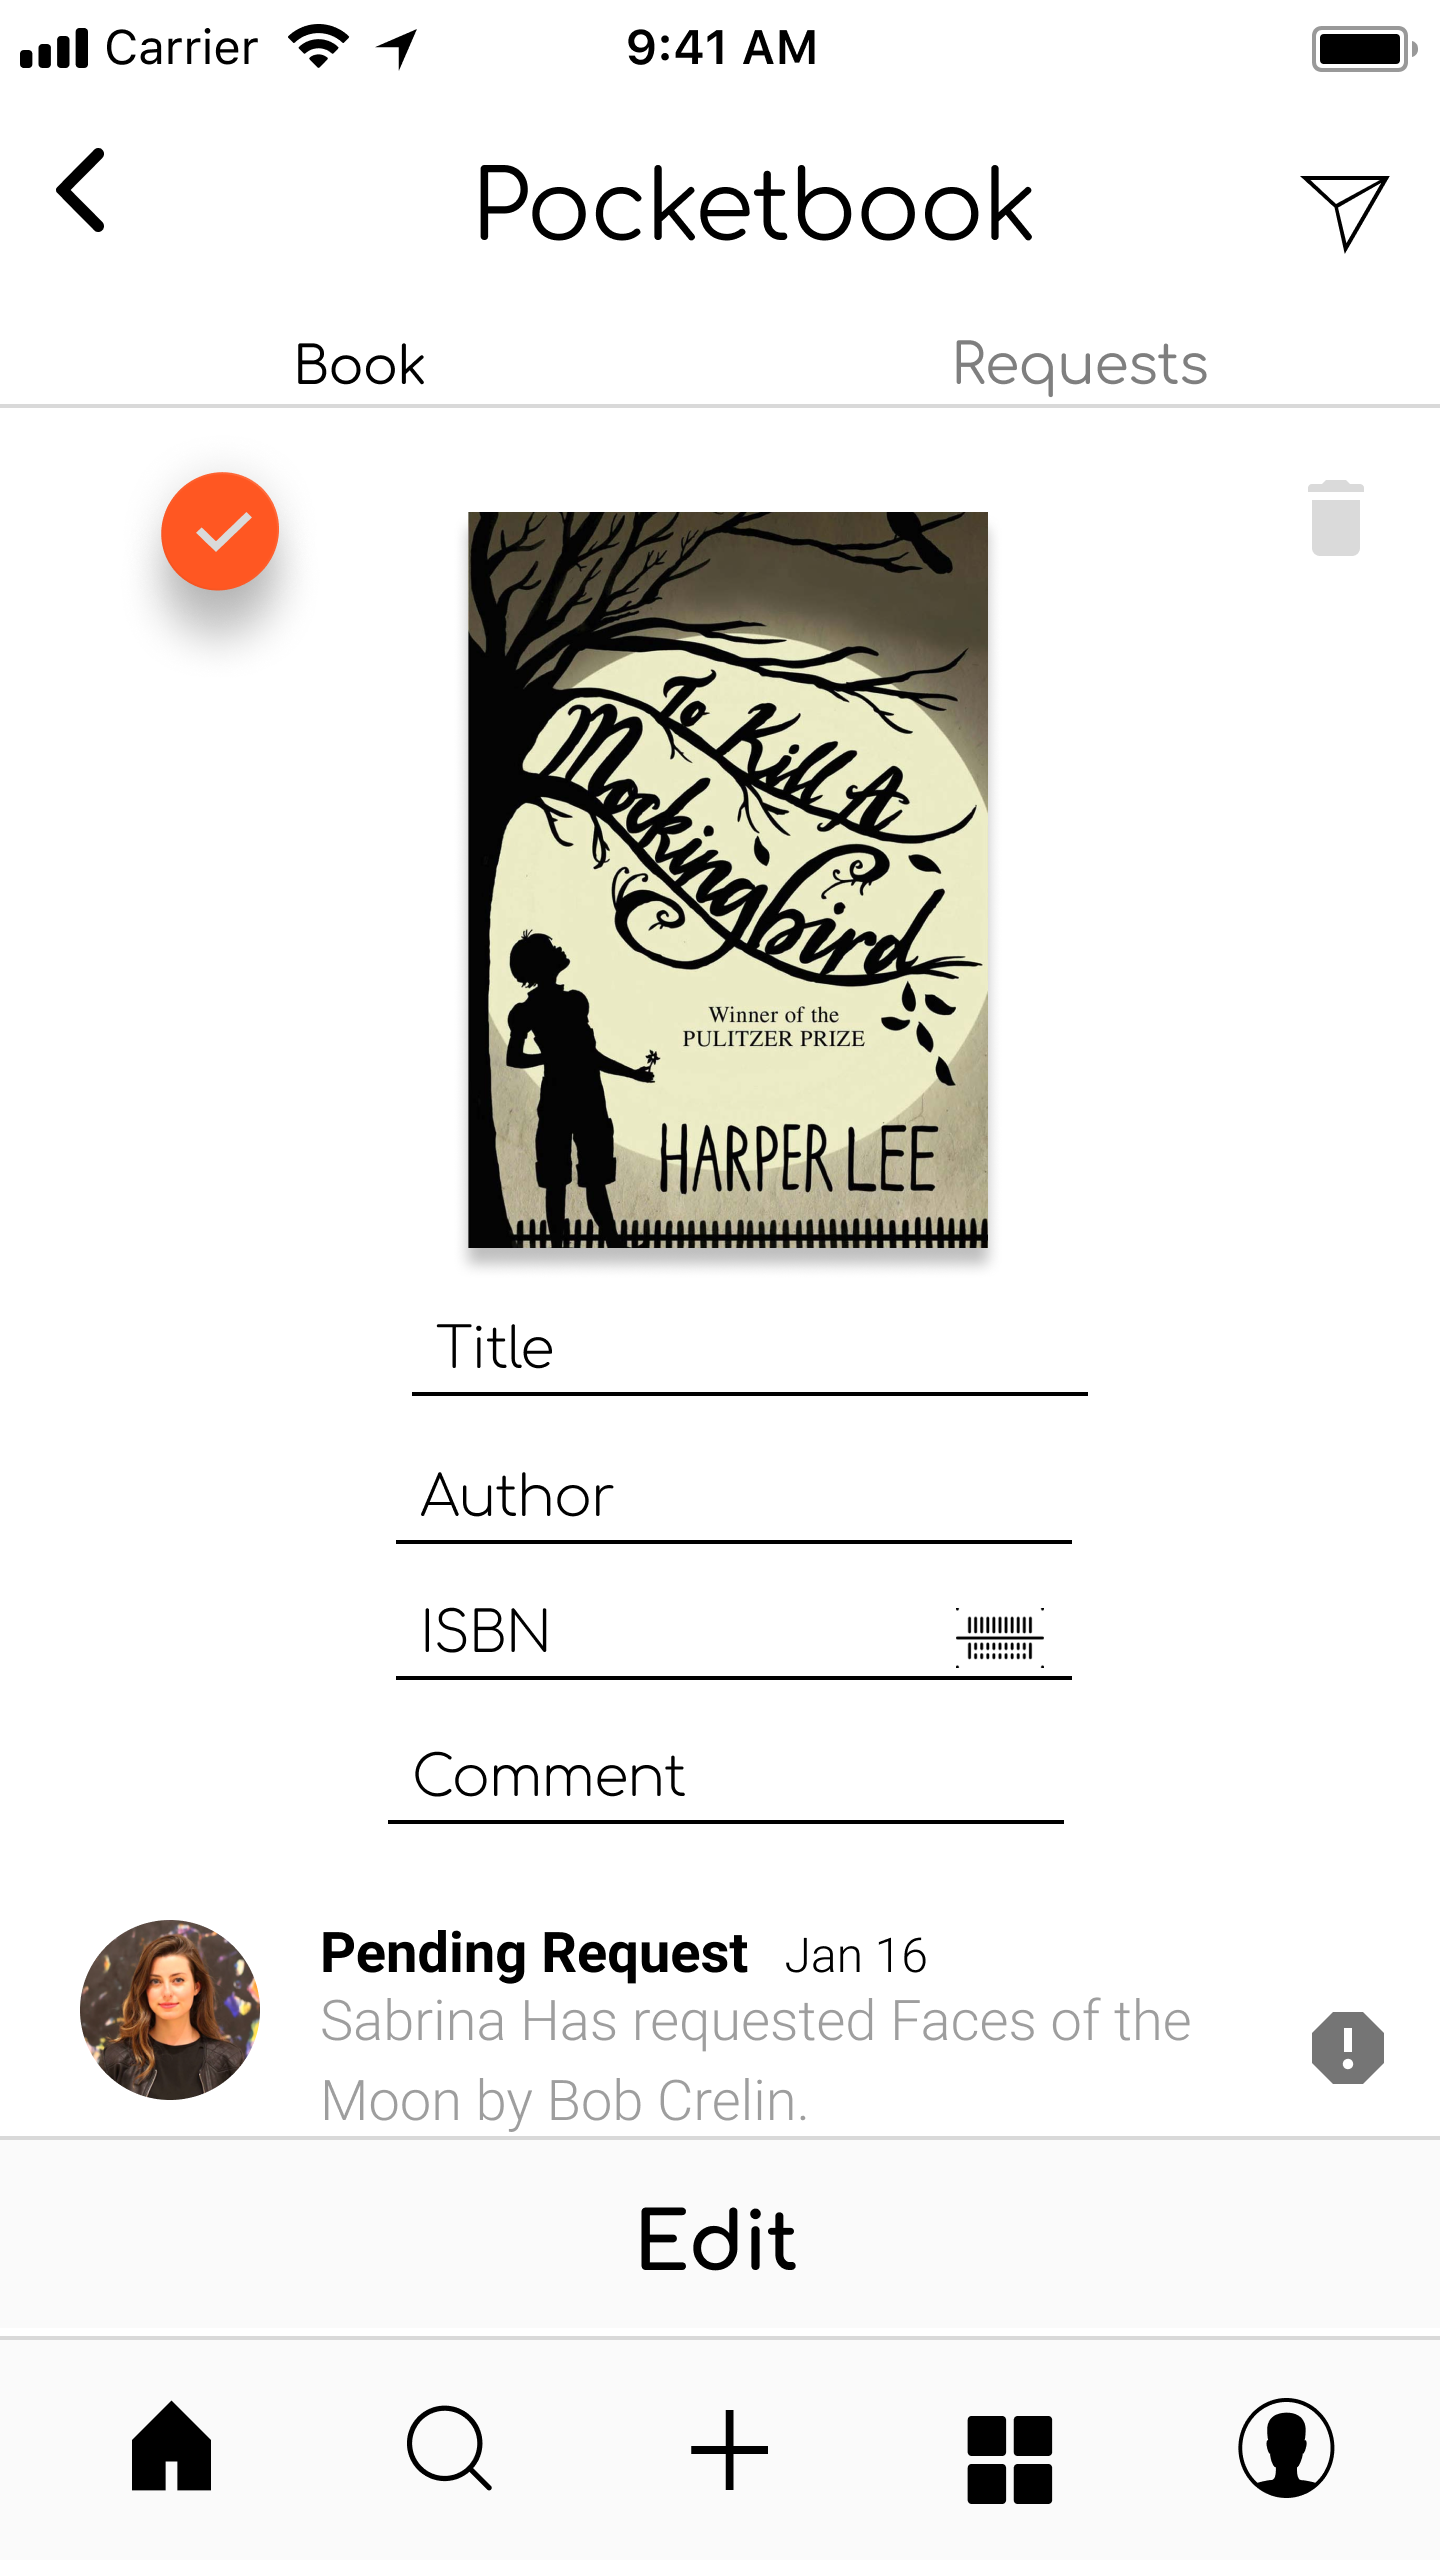 Carrier 9:41 AM
Pocketbook
Book Requests
To Kill A
Mockingbird
Winner of the
PULITZER PRIZE
HARPER LEE
Title
Author
ISBN
Comment
Pending Request Jan 16
Sabrina Has requested Faces of the
Moon by Bob Crelin.
Edit